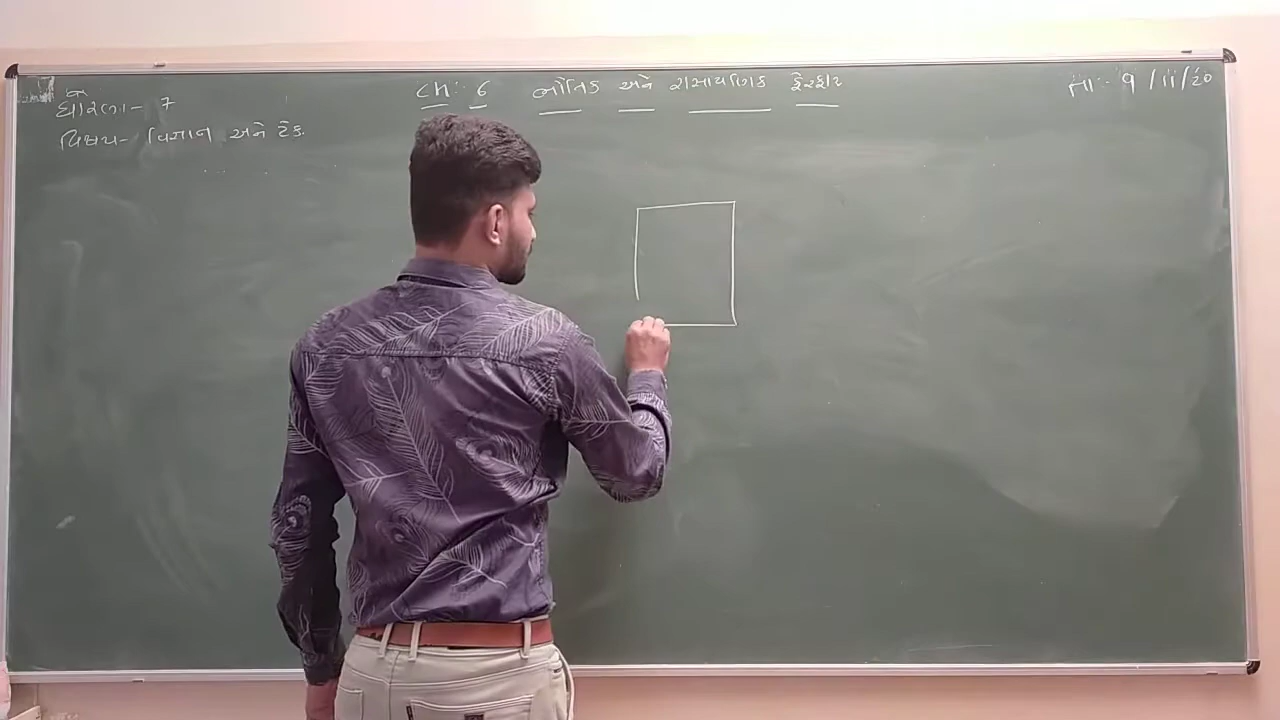 ધોરણ- 7
વિષય- વિજ્ઞાન અને ટેક.
CH: 6 ભૌતિક અને રાસાયણિક ફેરફાર
તા: 9/11/20